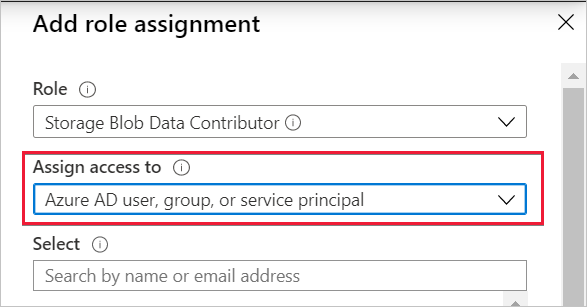 Add role assignment
Role
Storage Blob Data Contributor
Assign access to
Azure AD user, group, or service principal
Select
Search by name or email address